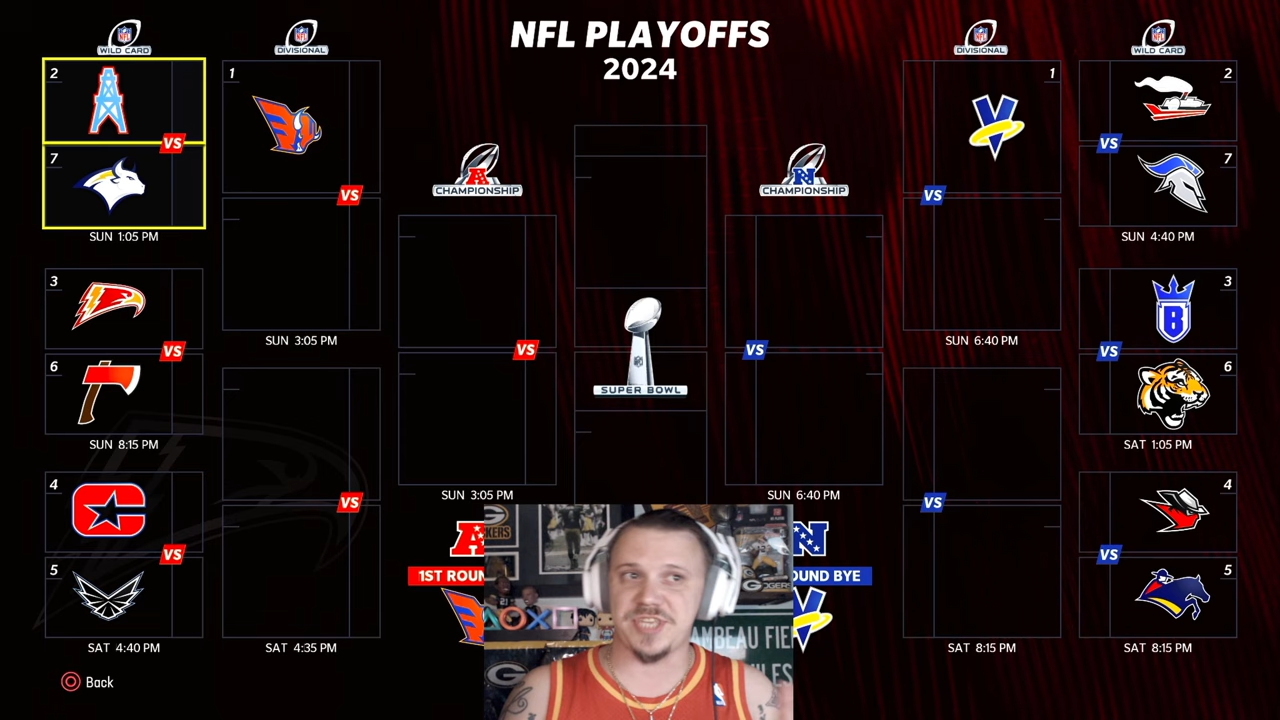 NFL PLAYOFFS
2024
WILD CARD
DIVISIONAL
DIVISIONAL
WILD CARD
2
VS
7
SUN 1:05 PM
3
VS
6
SUN 8:15 PM
4
VS
5
SAT 4:40 PM
1
VS
SUN 3:05 PM
VS
SAT 4:35 PM
A
CHAMPIONSHIP
VS
SUN 3:05 PM
SUPER BOWL
N
CHAMPIONSHIP
VS
SUN 6:40 PM
1
VS
SUN 6:40 PM
VS
SAT 8:15 PM
2
VS
7
SUN 4:40 PM
3
B
VS
6
SAT 1:05 PM
4
VS
5
SAT 8:15 PM
A
1ST ROUN
N
OUND BYE
V
KERS
G
AMBEAU FIE
MILES
Back